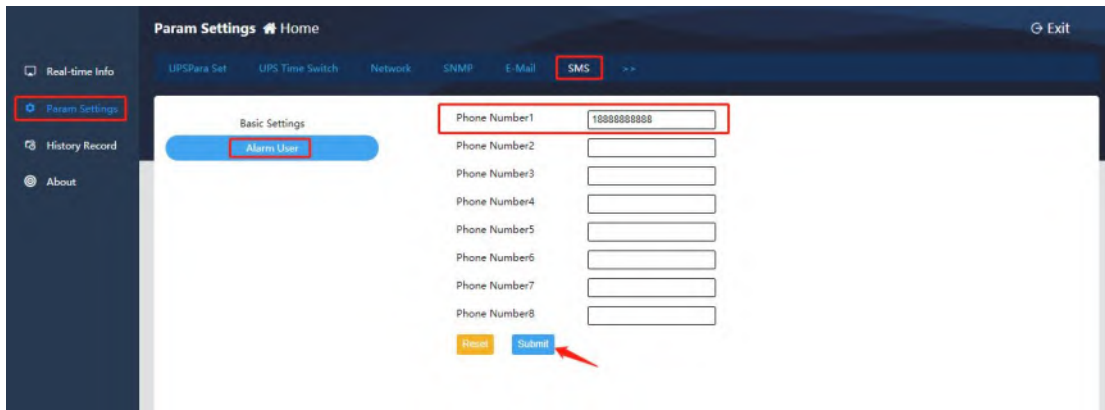 Param Settings Home
Exit
Real-time Info
Param Settings
History Record
About
UPSPara Set UPS Time Switch Network SNMP E-Mail SMS >>
Basic Settings
Alarm User
Phone Number1 18888888888
Phone Number2
Phone Number3
Phone Number4
Phone Number5
Phone Number6
Phone Number7
Phone Number8
Reset Submit